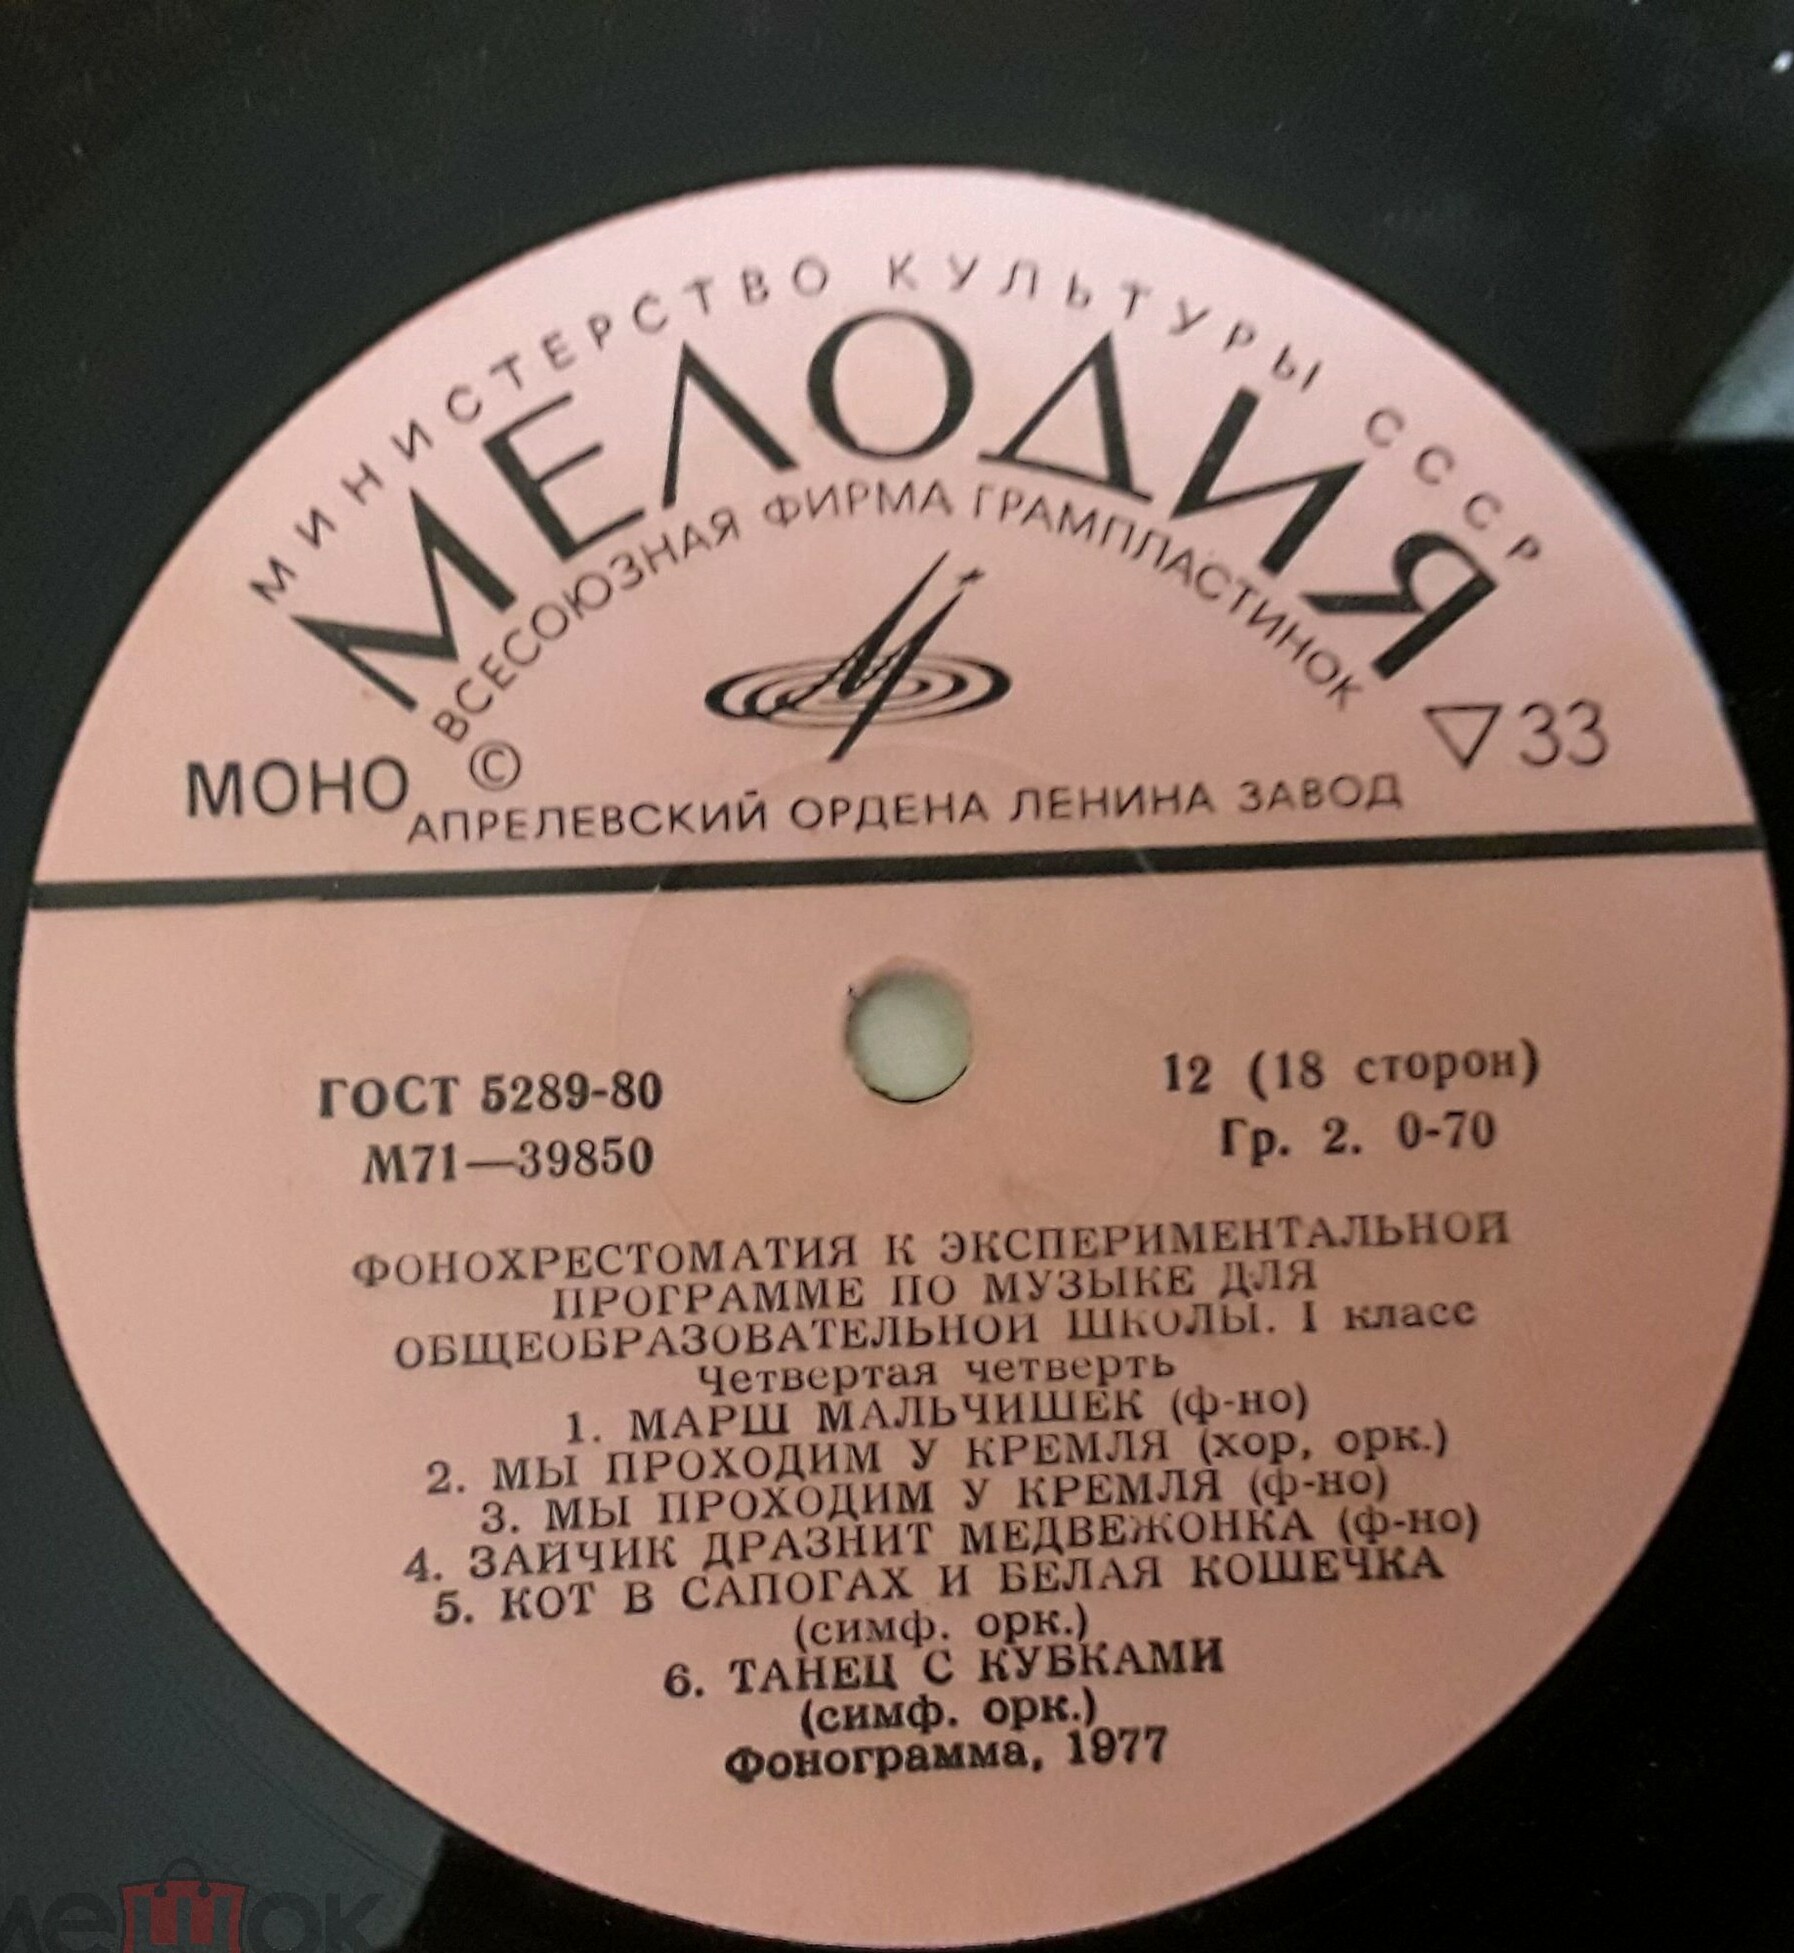 МИНИСТЕРСТВО КУЛЬТУРЫ СССР
МЕЛОДИЯ
ВСЕСОЮЗНАЯ ФИРМА ГРАМПЛАСТИНОК
МОНО © ▽33
АПРЕЛЕВСКИЙ ОРДЕНА ЛЕНИНА ЗАВОД
ГОСТ 5289-80 12 (18 сторон)
М71—39850 Гр. 2. 0-70
ФОНОХРЕСТОМАТИЯ К ЭКСПЕРИМЕНТАЛЬНОЙ
ПРОГРАММЕ ПО МУЗЫКЕ ДЛЯ
ОБЩЕОБРАЗОВАТЕЛЬНОЙ ШКОЛЫ. I класс
Четвертая четверть
1. МАРШ МАЛЬЧИШЕК (ф-но)
2. МЫ ПРОХОДИМ У КРЕМЛЯ (хор, орк.)
3. МЫ ПРОХОДИМ У КРЕМЛЯ (ф-но)
4. ЗАЙЧИК ДРАЗНИТ МЕДВЕЖОНКА (ф-но)
5. КОТ В САПОГАХ И БЕЛАЯ КОШЕЧКА
(симф. орк.)
6. ТАНЕЦ С КУБКАМИ
(симф. орк.)
Фонограмма, 1977
мешок